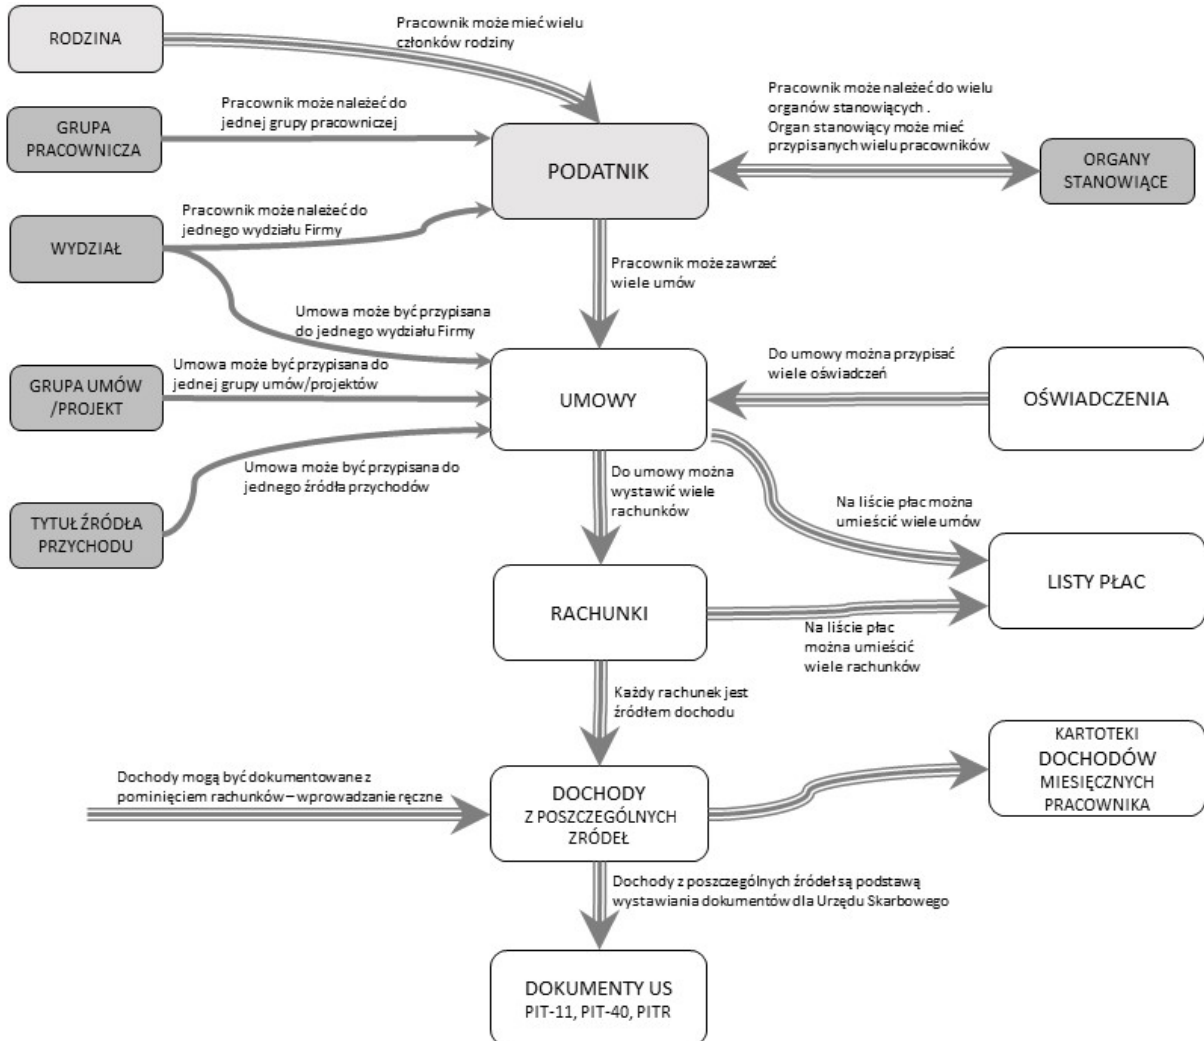 RODZINA
Pracownik może mieć wielu
członków rodziny
GRUPA
PRACOWNICZA
Pracownik może należeć do
jednej grupy pracowniczej
PODATNIK
Pracownik może należeć do wielu
organów stanowiących .
Organ stanowiący może mieć
przypisanych wielu pracowników
ORGANY
STANOWIĄCE
WYDZIAŁ
Pracownik może należeć do
jednego wydziału Firmy
Pracownik może zawrzeć
wiele umów
Umowa może być przypisana
do jednego wydziału Firmy
GRUPA UMÓW
/PROJEKT
Umowa może być przypisana do
jednej grupy umów/projektów
UMOWY
Do umowy można przypisać
wiele oświadczeń
OŚWIADCZENIA
Umowa może być przypisana do
jednego źródła przychodów
TYTUŁ ŹRÓDŁA
PRZYCHODU
Do umowy można
wystawić wiele
rachunków
Na liście płac można
umieścić wiele umów
LISTY PŁAC
RACHUNKI
Na liście płac
można umieścić
wiele rachunków
Każdy rachunek jest
źródłem dochodu
Dochody mogą być dokumentowane z
pominięciem rachunków – wprowadzanie ręczne
DOCHODY
Z POSZCZEGÓLNYCH
ZRÓDEŁ
KARTOTEKI
DOCHODÓW
MIESIĘCZNYCH
PRACOWNIKA
Dochody z poszczególnych źródeł są podstawą
wystawiania dokumentów dla Urzędu Skarbowego
DOKUMENTY US
PIT-11, PIT-40, PITR